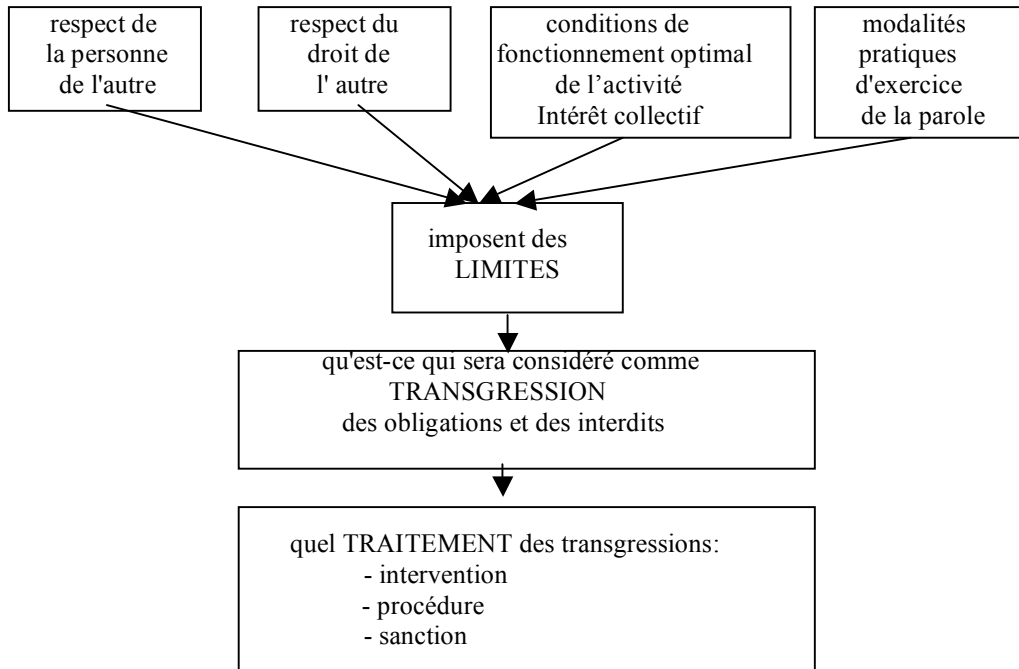 respect de
la personne
de l'autre
respect du
droit de
l' autre
conditions de
fonctionnement optimal
de l’activité
Intérêt collectif
modalités
pratiques
d'exercice
de la parole
imposent des
LIMITES
qu'est-ce qui sera considéré comme
TRANSGRESSION
des obligations et des interdits
quel TRAITEMENT des transgressions:
- intervention
- procédure
- sanction